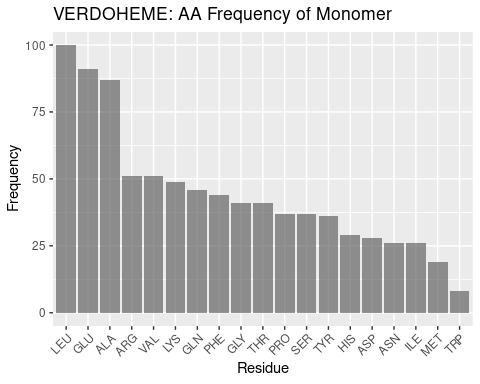 VERDOHEME: AA Frequency of Monomer
100
75
50
25
0
Frequency
LEU GLU ALA ARG VAL LYS GLN PHE GLY THR PRO SER TYR HIS ASP ASN ILE MET TRP
Residue